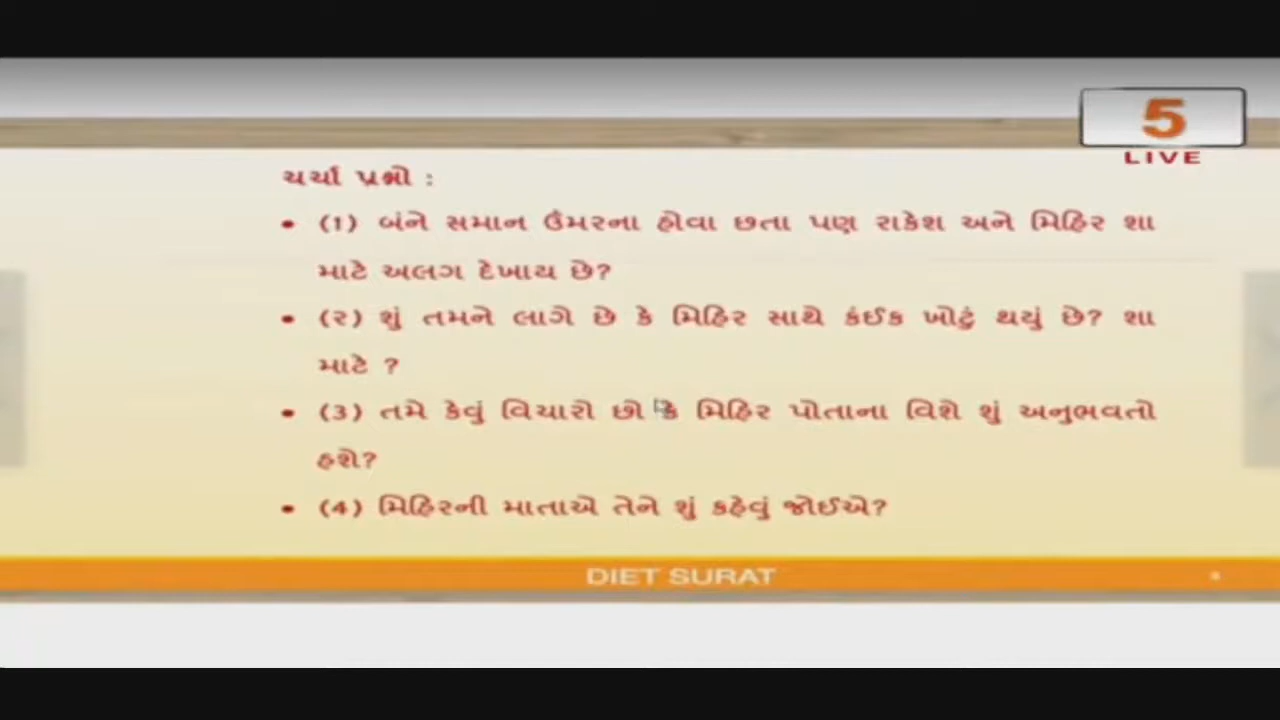 5
LIVE
ચર્ચા પ્રશ્નો :
• (1) બંને સમાન ઉંમરના હોવા છતા પણ રાકેશ અને મિહિર શા
માટે અલગ દેખાય છે?
• (૨) શું તમને લાગે છે કે મિહિર સાથે કંઈક ખોટું થયું છે? શા
માટે ?
• (3) તમે કેવું વિચારો છો કે મિહિર પોતાના વિશે શું અનુભવતો
હશે?
• (4) મિહિરની માતાએ તેને શું કહેવું જોઈએ?
DIET SURAT